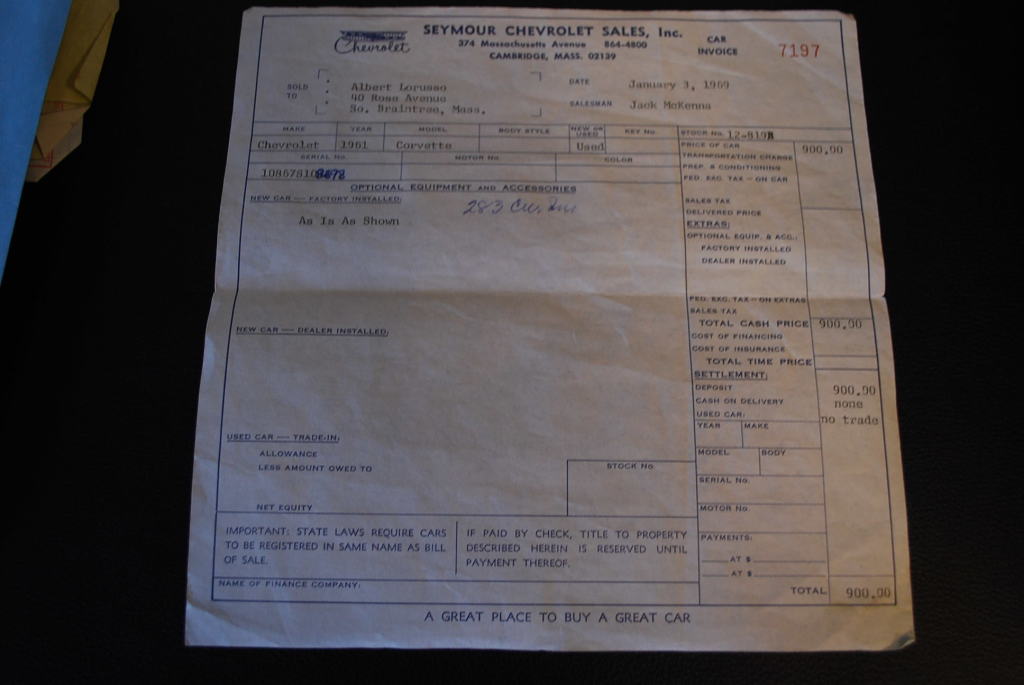 Chevrolet
SEYMOUR CHEVROLET SALES, Inc.
374 Massachusetts Avenue 864-4800
CAMBRIDGE, MASS. 02139
CAR INVOICE
7197
SOLD TO
Albert Lorusso
40 Rose Avenue
So. Braintree, Mass.
DATE January 3, 1969
SALESMAN Jack McKenna
MAKE YEAR MODEL BODY STYLE NEW OR USED KEY No. STOCK No. 12-819B
Chevrolet 1961 Corvette Used
SERIAL No. MOTOR No. COLOR
10867S10
OPTIONAL EQUIPMENT AND ACCESSORIES
NEW CAR — FACTORY INSTALLED:
283
As Is As Shown
NEW CAR — DEALER INSTALLED:
USED CAR — TRADE-IN:
ALLOWANCE
LESS AMOUNT OWED TO
NET EQUITY
STOCK No.
PRICE OF CAR 900.00
TRANSPORTATION CHARGE
PREP. & CONDITIONING
FED. EXC. TAX — ON CAR
SALES TAX
DELIVERED PRICE
EXTRAS:
OPTIONAL EQUIP. & ACC.:
FACTORY INSTALLED
DEALER INSTALLED
FED. EXC. TAX — ON EXTRAS
SALES TAX
TOTAL CASH PRICE 900.00
COST OF FINANCING
COST OF INSURANCE
TOTAL TIME PRICE
SETTLEMENT:
DEPOSIT 900.00
CASH ON DELIVERY none
USED CAR: no trade
YEAR MAKE
MODEL BODY
SERIAL No.
MOTOR No.
PAYMENTS:
AT $
AT $
TOTAL 900.00
IMPORTANT: STATE LAWS REQUIRE CARS
TO BE REGISTERED IN SAME NAME AS BILL
OF SALE.
IF PAID BY CHECK, TITLE TO PROPERTY
DESCRIBED HEREIN IS RESERVED UNTIL
PAYMENT THEREOF.
NAME OF FINANCE COMPANY:
A GREAT PLACE TO BUY A GREAT CAR